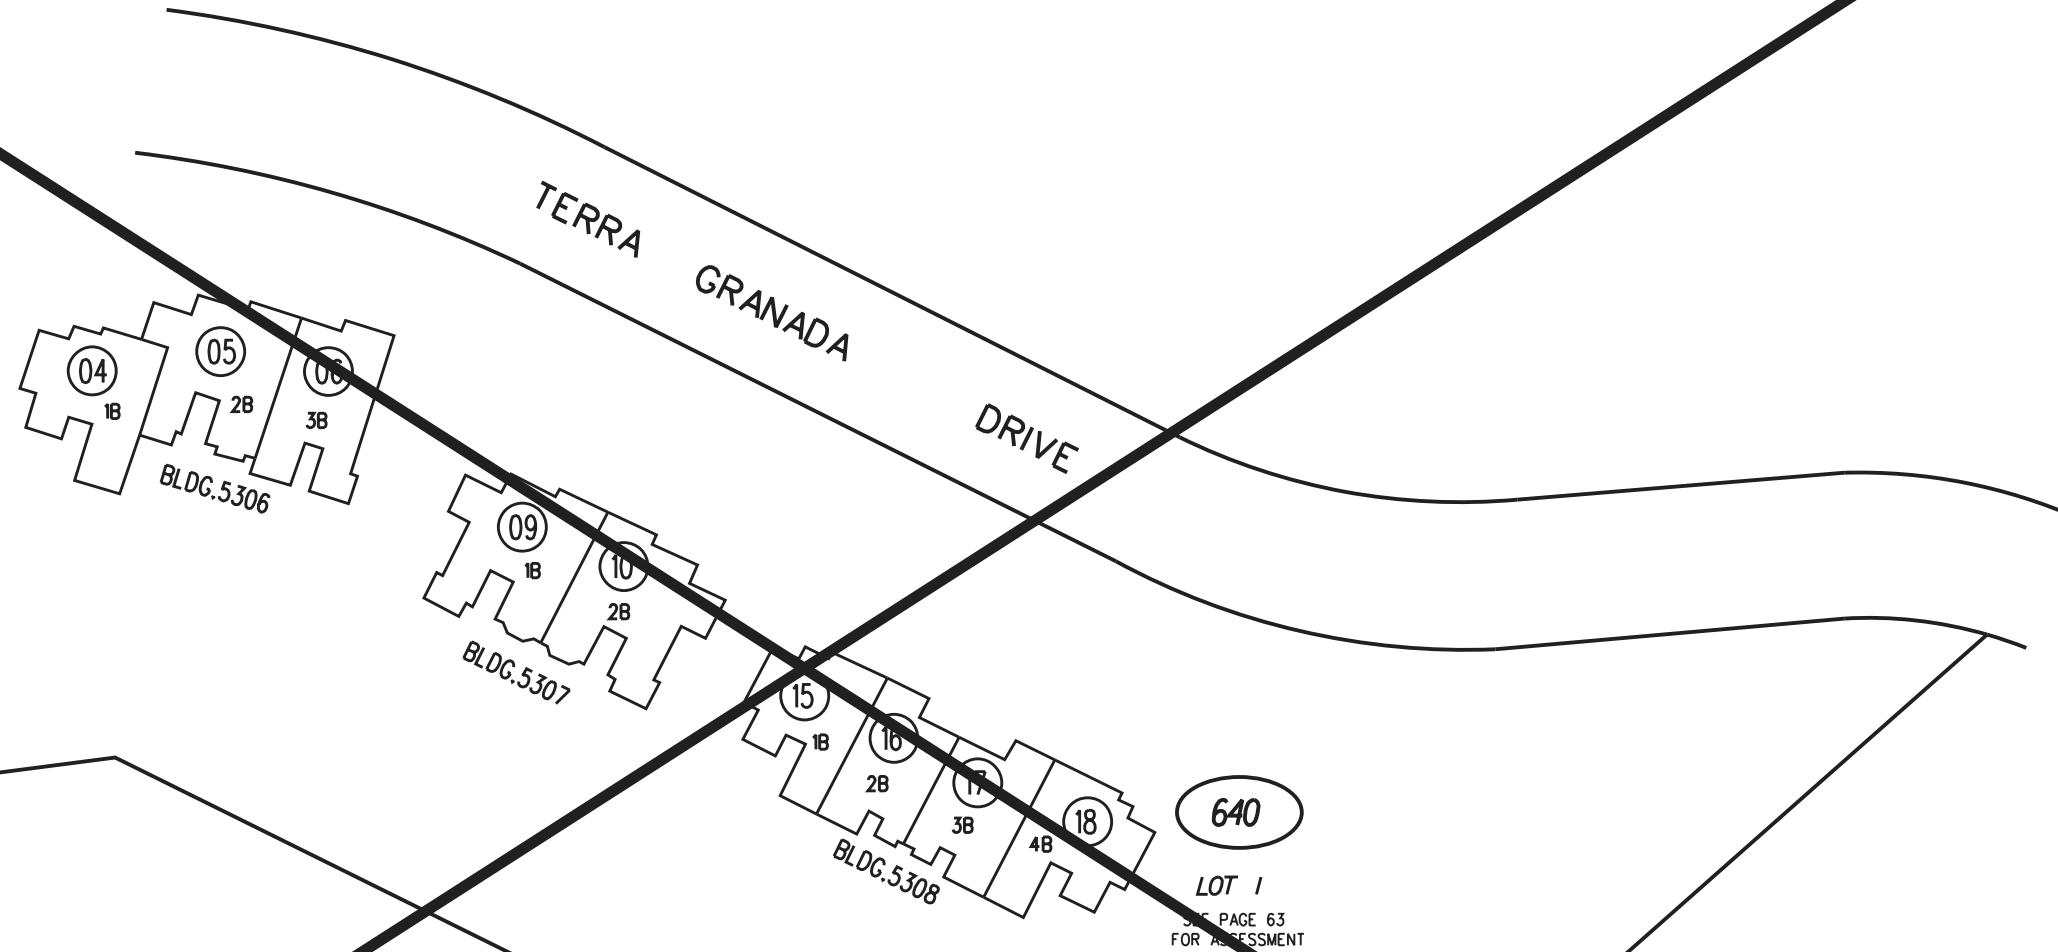 TERRA GRANADA DRIVE
04
1B
05
2B
06
3B
BLDG.5306
09
1B
10
2B
BLDG.5307
15
1B
16
2B
17
3B
18
4B
BLDG.5308
640
LOT 1
SEE PAGE 63
FOR ASSESSMENT